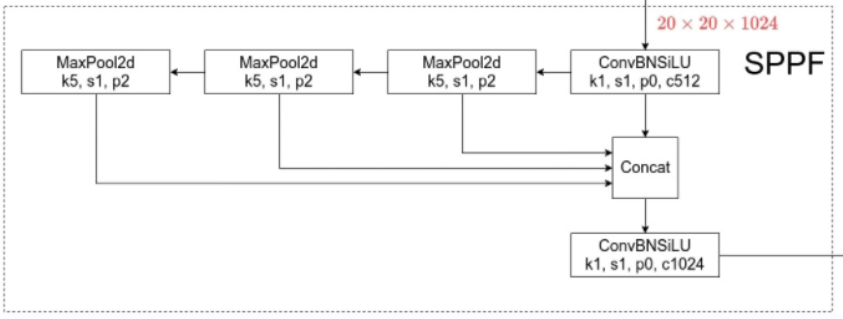 20 × 20 × 1024
SPPF
MaxPool2d
k5, s1, p2
MaxPool2d
k5, s1, p2
MaxPool2d
k5, s1, p2
ConvBNSiLU
k1, s1, p0, c512
Concat
ConvBNSiLU
k1, s1, p0, c1024